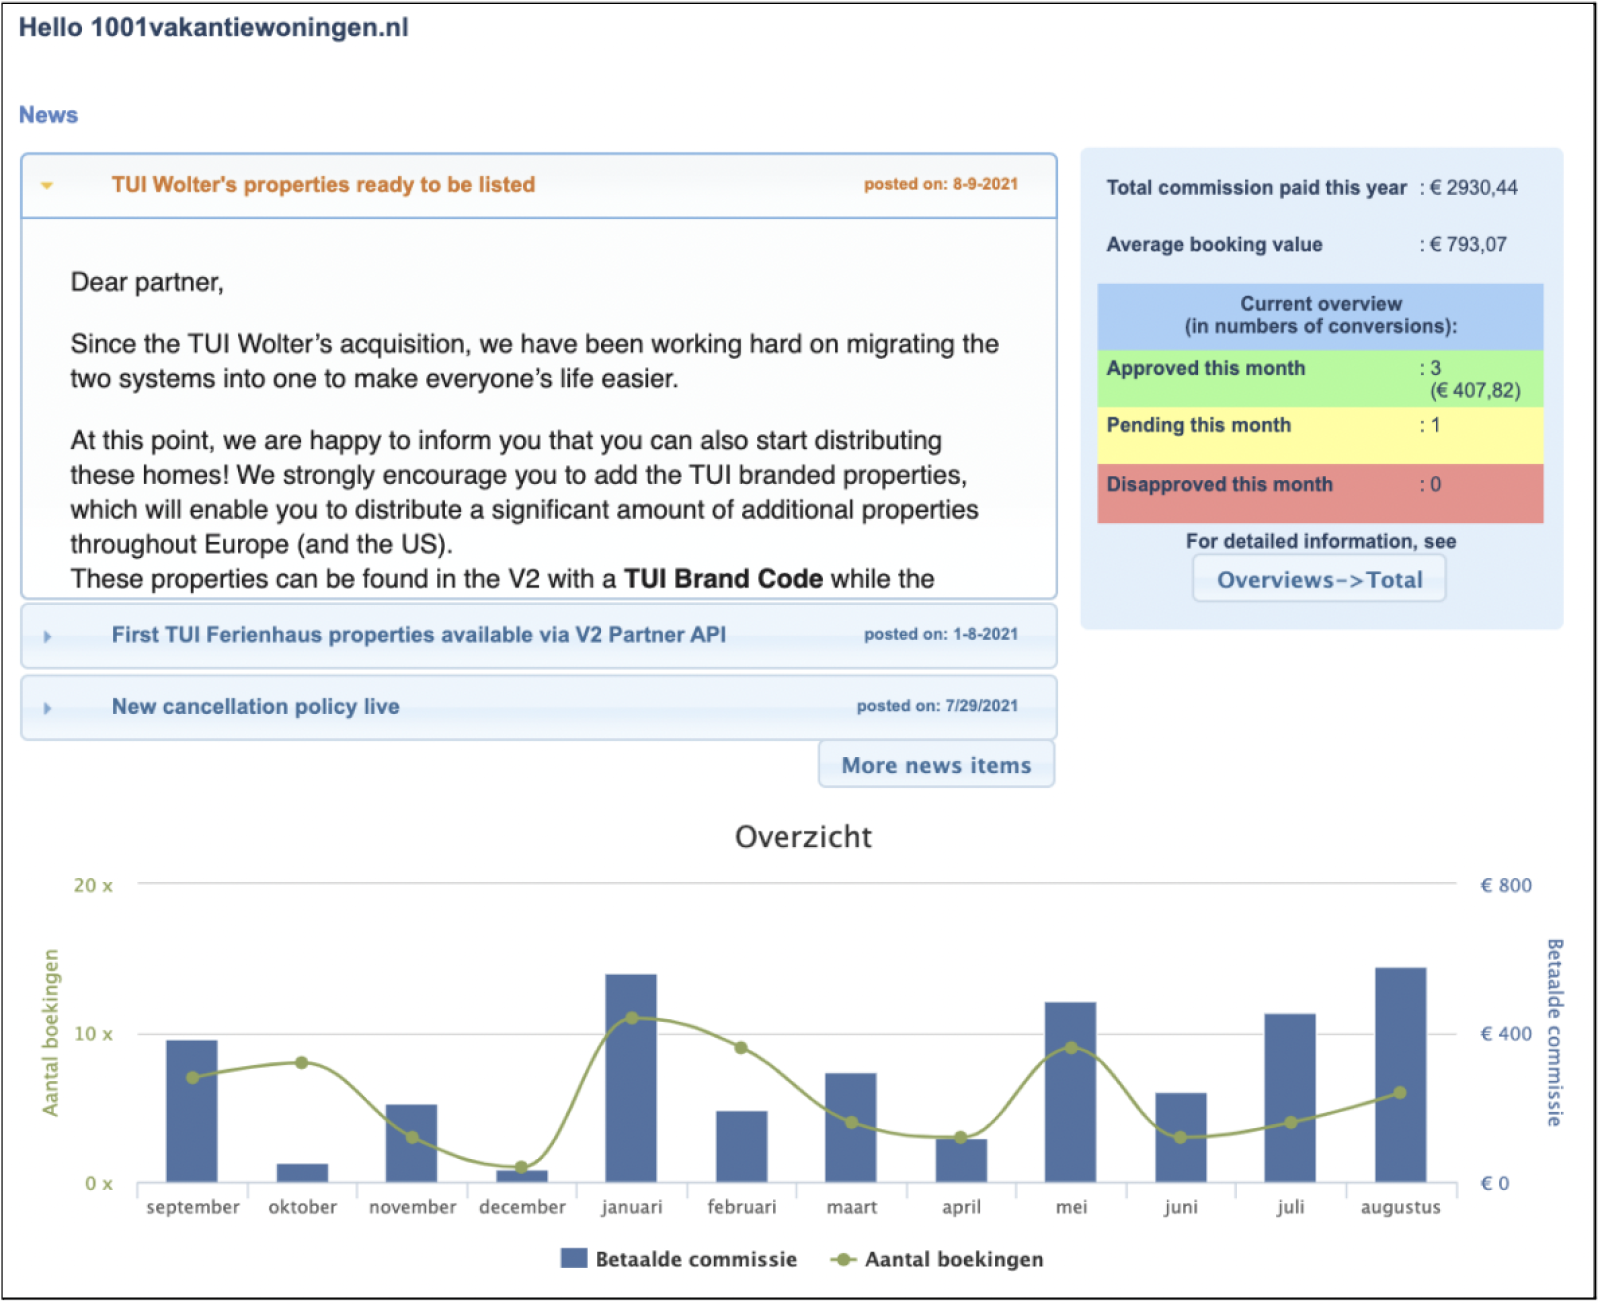 Hello 1001vakantiewoningen.nl
News
TUI Wolter's properties ready to be listed posted on: 8-9-2021
Dear partner,
Since the TUI Wolter’s acquisition, we have been working hard on migrating the
two systems into one to make everyone’s life easier.
At this point, we are happy to inform you that you can also start distributing
these homes! We strongly encourage you to add the TUI branded properties,
which will enable you to distribute a significant amount of additional properties
throughout Europe (and the US).
These properties can be found in the V2 with a TUI Brand Code while the
First TUI Ferienhaus properties available via V2 Partner API posted on: 1-8-2021
New cancellation policy live posted on: 7/29/2021
More news items
Total commission paid this year : € 2930,44
Average booking value : € 793,07
Current overview
(in numbers of conversions):
Approved this month : 3
(€ 407,82)
Pending this month : 1
Disapproved this month : 0
For detailed information, see
Overviews->Total
Overzicht
20 x
10 x
0 x
Aantal boekingen
€ 800
€ 400
€ 0
Betaalde commissie
september oktober november december januari februari maart april mei juni juli augustus
Betaalde commissie Aantal boekingen